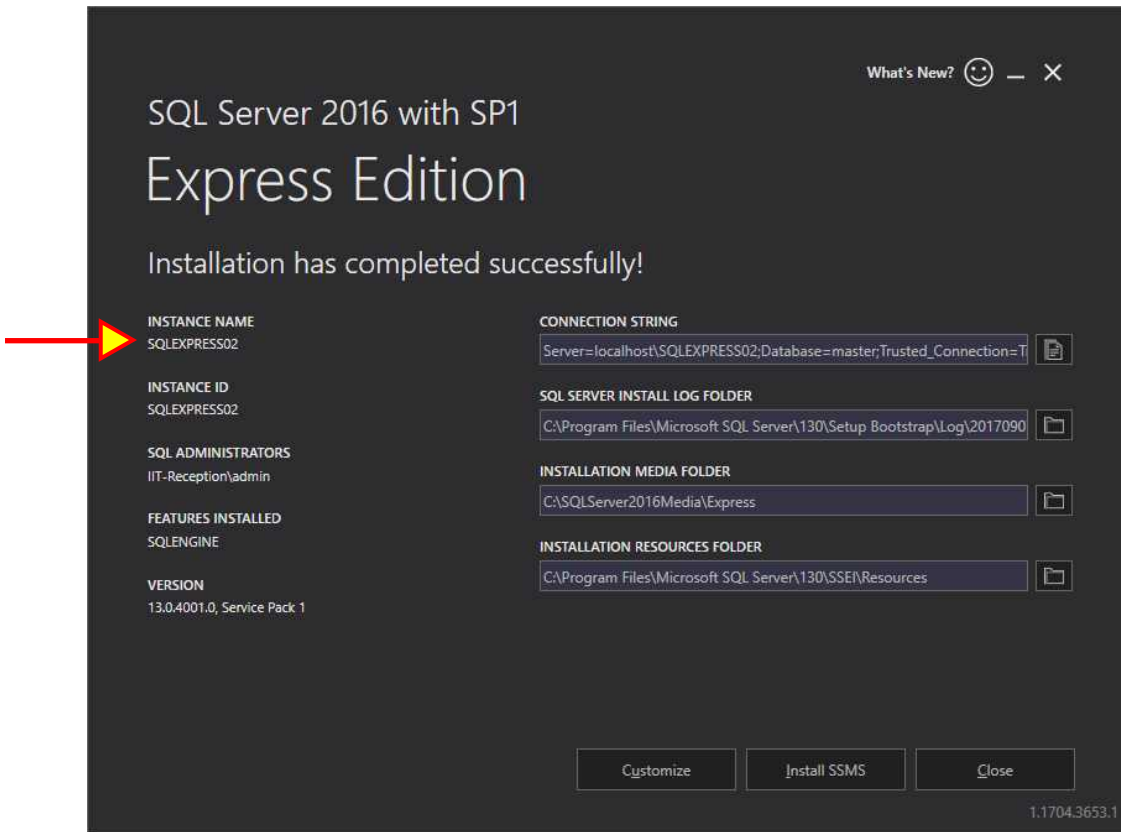 What's New?
SQL Server 2016 with SP1
Express Edition
Installation has completed successfully!
INSTANCE NAME
SQLEXPRESS02
INSTANCE ID
SQLEXPRESS02
SQL ADMINISTRATORS
IIT-Reception\admin
FEATURES INSTALLED
SQLENGINE
VERSION
13.0.4001.0, Service Pack 1
CONNECTION STRING
Server=localhost\SQLEXPRESS02;Database=master;Trusted_Connection=T
SQL SERVER INSTALL LOG FOLDER
C:\Program Files\Microsoft SQL Server\130\Setup Bootstrap\Log\2017090
INSTALLATION MEDIA FOLDER
C:\SQLServer2016Media\Express
INSTALLATION RESOURCES FOLDER
C:\Program Files\Microsoft SQL Server\130\SSEI\Resources
Customize
Install SSMS
Close
1.1704.3653.1